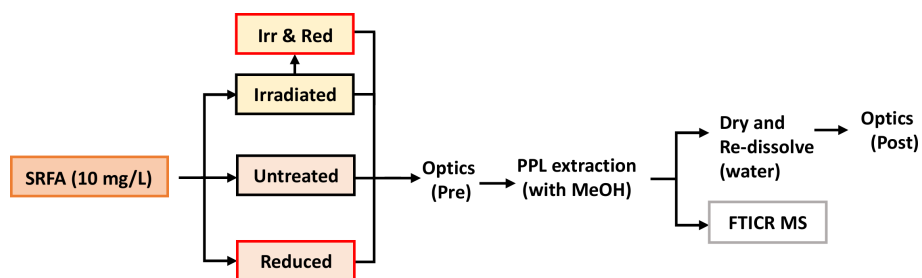 Irr & Red
Irradiated
SRFA (10 mg/L)
Untreated
Reduced
Optics
(Pre)
PPL extraction
(with MeOH)
Dry and
Re-dissolve
(water)
Optics
(Post)
FTICR MS